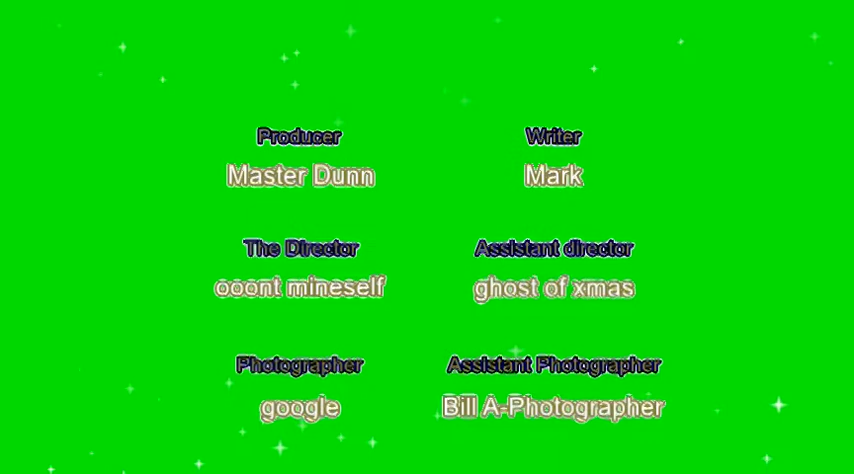 Producer
Master Dunn
Writer
Mark
The Director
ooont mineself
Assistant director
ghost of xmas
Photographer
google
Assistant Photographer
Bill A-Photographer